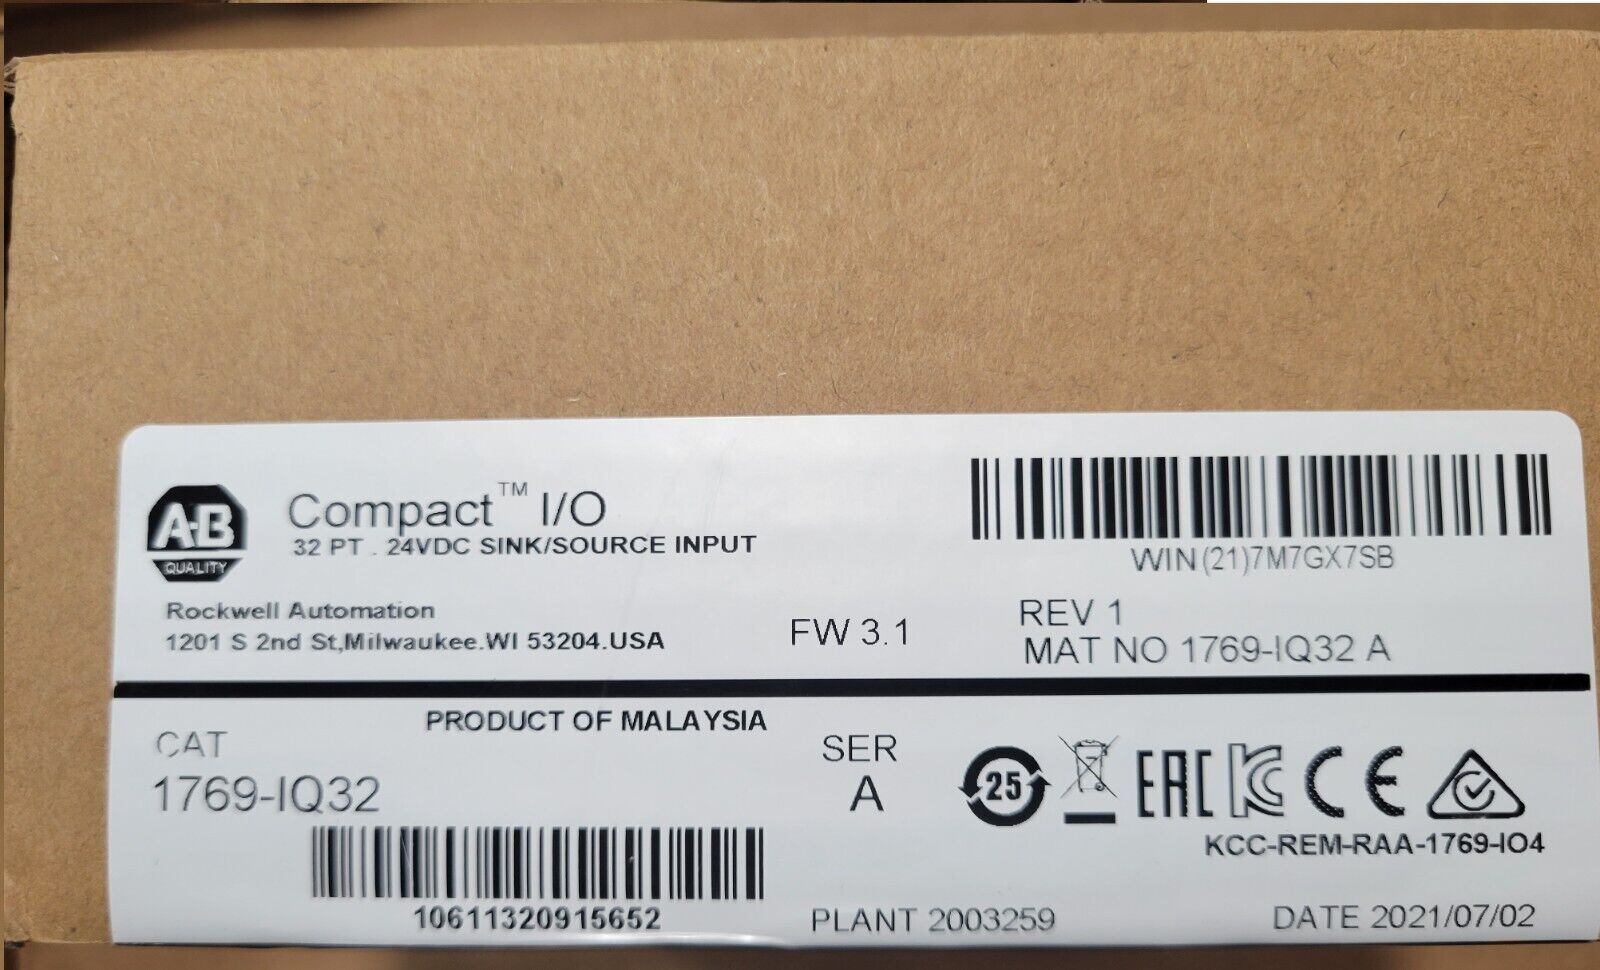 A-B
QUALITY
Compact™ I/O
32 PT . 24VDC SINK/SOURCE INPUT
Rockwell Automation
1201 S 2nd St,Milwaukee.WI 53204.USA
FW 3.1
WIN(21)7M7GX7SB
REV 1
MAT NO 1769-IQ32 A
PRODUCT OF MALAYSIA
CAT
1769-IQ32
10611320915652
SER
A
25
EAC
KC
CE
KCC-REM-RAA-1769-IO4
PLANT 2003259
DATE 2021/07/02